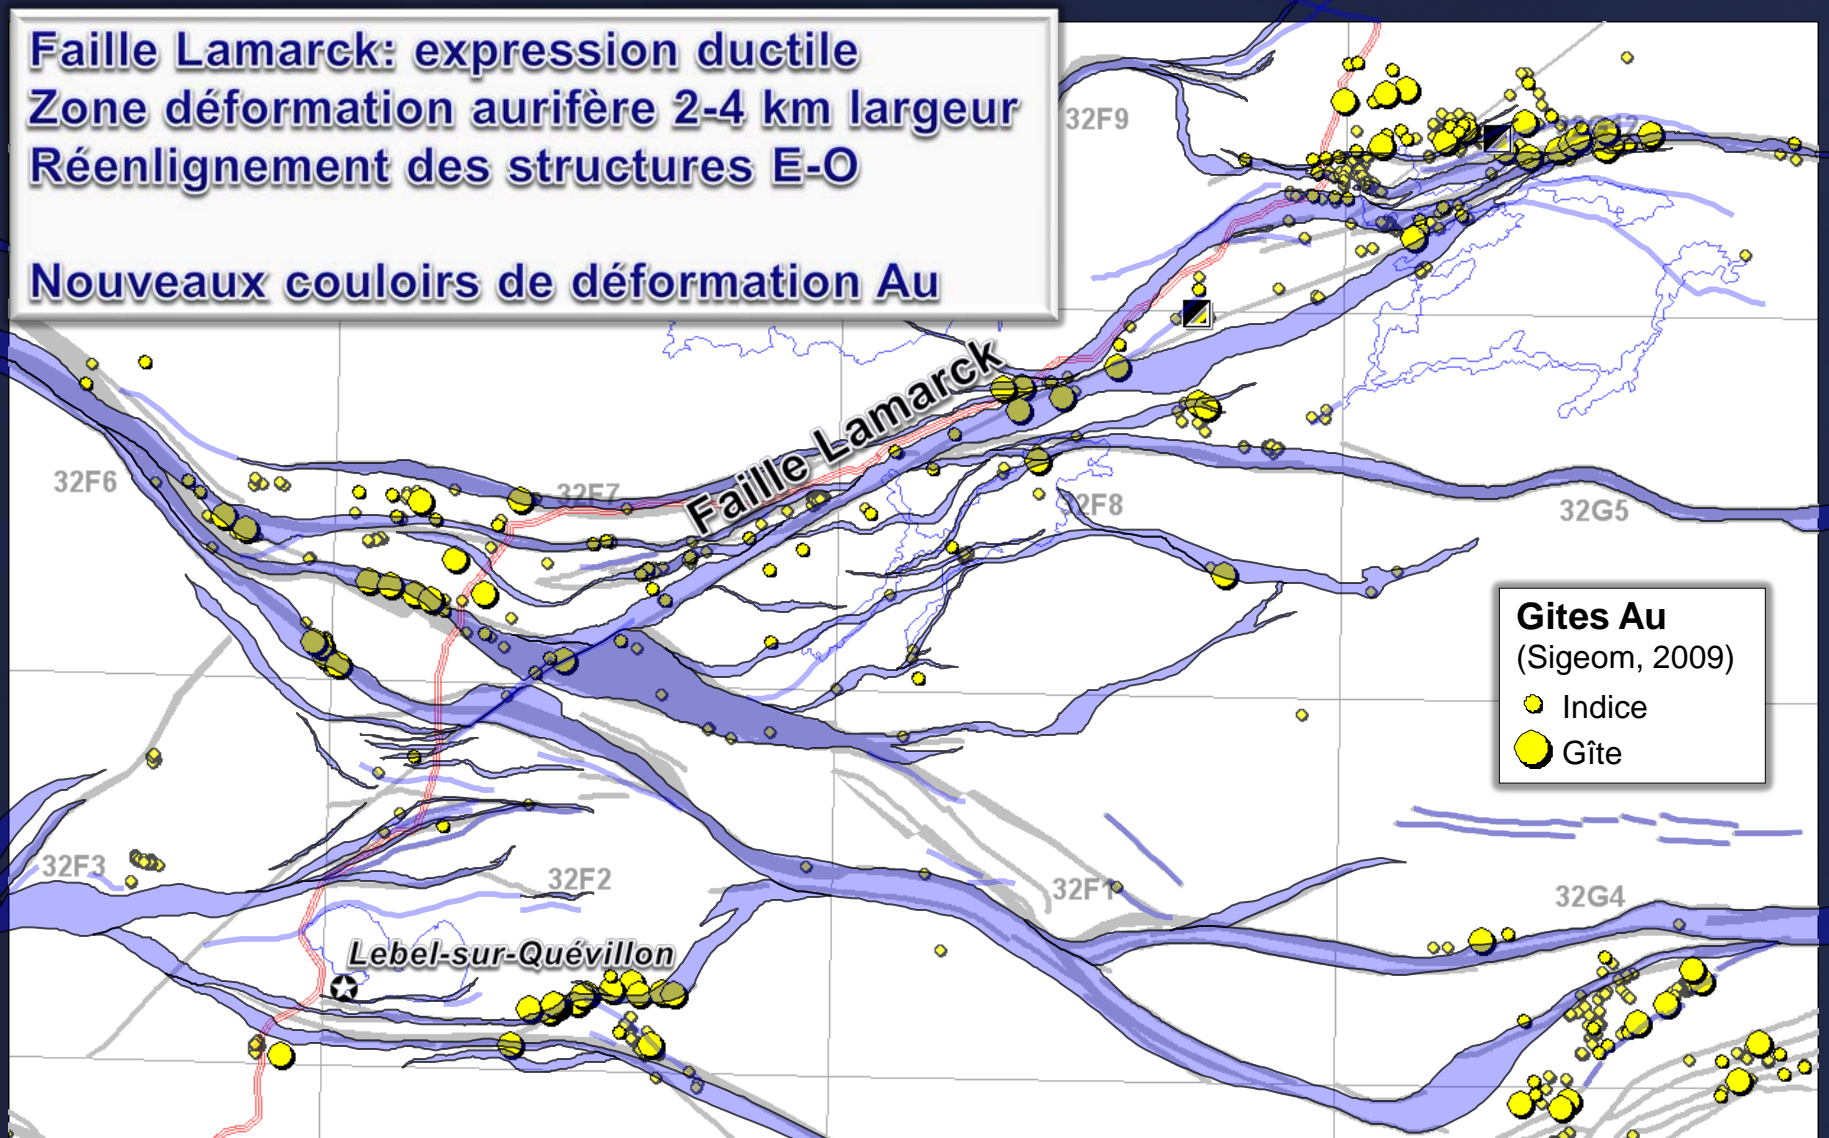 Faille Lamarck: expression ductile
Zone déformation aurifère 2-4 km largeur
Réenlignement des structures E-O
Nouveaux couloirs de déformation Au
32F9
32G12
Faille Lamarck
32F6
32F7
32F8
32G5
Gites Au
(Sigeom, 2009)
Indice
Gîte
32F3
32F2
32F1
32G4
Lebel-sur-Quévillon